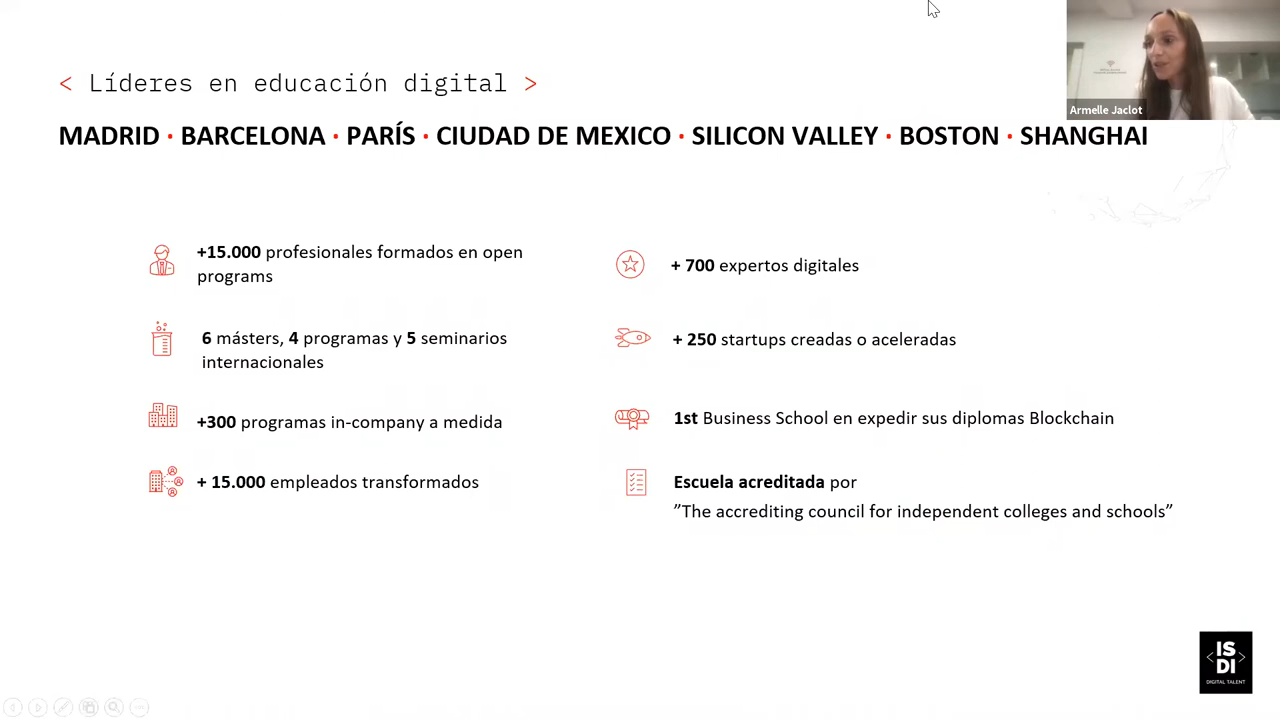 < Líderes en educación digital >
MADRID · BARCELONA · PARÍS · CIUDAD DE MEXICO · SILICON VALLEY · BOSTON · SHANGHAI
Armelle Jaclot
+15.000 profesionales formados en open
programs
6 másters, 4 programas y 5 seminarios
internacionales
+300 programas in-company a medida
+ 15.000 empleados transformados
+ 700 expertos digitales
+ 250 startups creadas o aceleradas
1st Business School en expedir sus diplomas Blockchain
Escuela acreditada por
”The accrediting council for independent colleges and schools”
<IS
DI>
DIGITAL TALENT